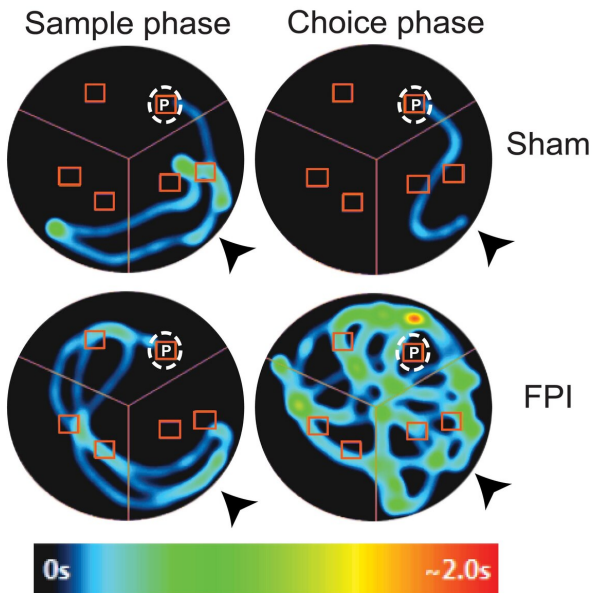 Sample phase
Choice phase
P
P
Sham
P
P
FPI
0s
~2.0s